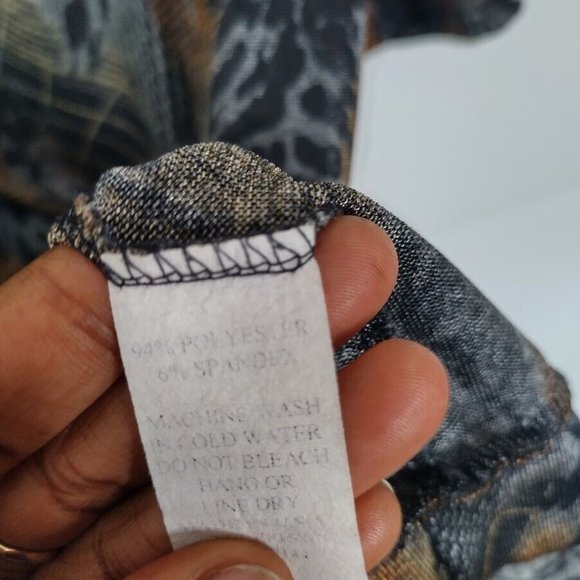 94% POLYESTER
6% SPANDEX
MACHINE WASH
IN COLD WATER
DO NOT BLEACH
HANG OR
LINE DRY